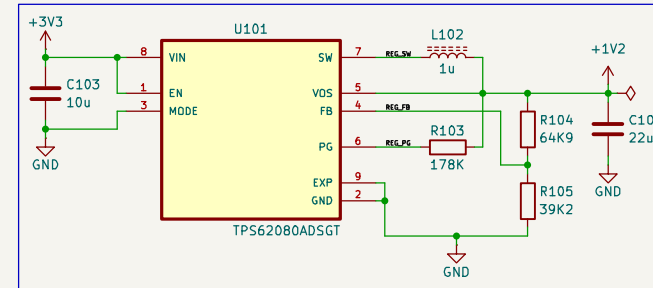 +3V3
C103
10u
GND
U101
8 VIN
1 EN
3 MODE
SW 7
VOS 5
FB 4
PG 6
EXP 9
GND 2
TPS62080ADSGT
REG_SW
REG_FB
REG_PG
L102
1u
R103
178K
+1V2
R104
64K9
R105
39K2
C10
22u
GND
GND